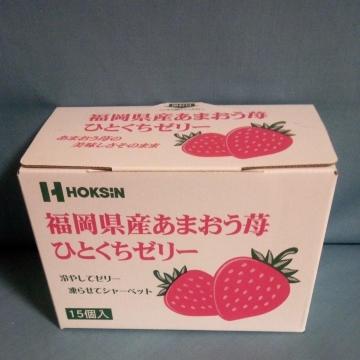 福岡県産あまおう苺
ひとくちゼリー
あまおう苺の
美味しさそのまま
HOKSIN
福岡県産あまおう苺
ひとくちゼリー
冷やしてゼリー
凍らせてシャーベット
15個入